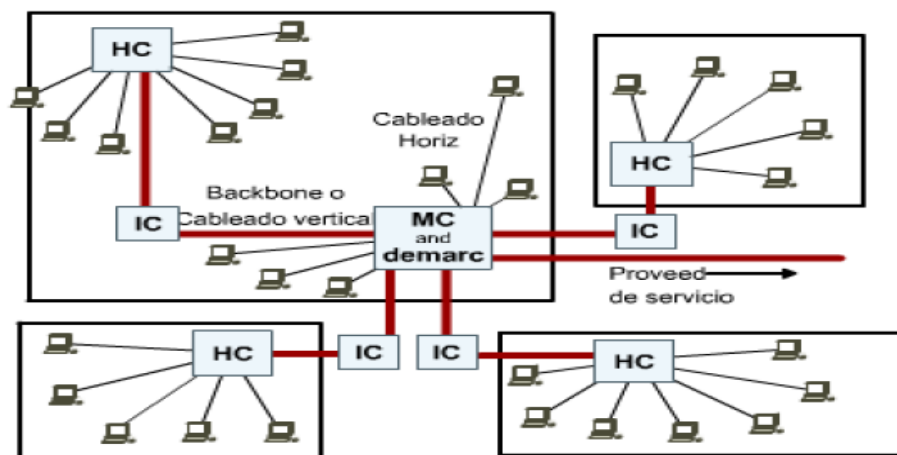 HC
Cableado
Horiz
HC
Backbone o
Cableado vertical
IC
MC
and
demarc
IC
Proveed
de servicio
HC
IC
IC
HC